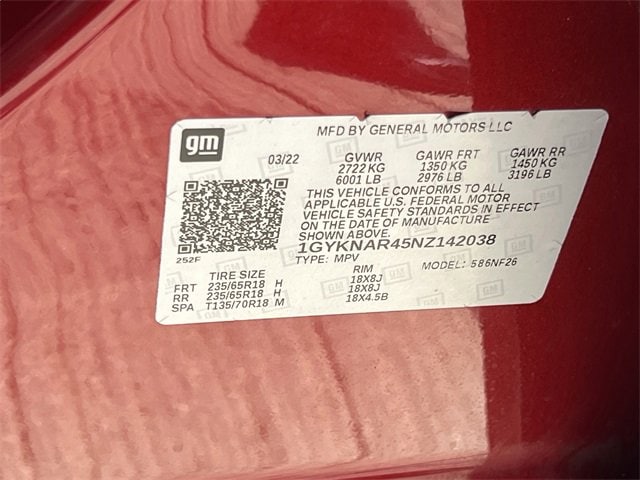 gm
MFD BY GENERAL MOTORS LLC
03/22 GVWR GAWR FRT GAWR RR
2722 KG 1350 KG 1450 KG
6001 LB 2976 LB 3196 LB
THIS VEHICLE CONFORMS TO ALL
APPLICABLE U.S. FEDERAL MOTOR
VEHICLE SAFETY STANDARDS IN EFFECT
ON THE DATE OF MANUFACTURE
SHOWN ABOVE.
1GYKNAR45NZ142038
252F
TYPE: MPV MODEL: 586NF26
TIRE SIZE RIM
FRT 235/65R18 H 18X8J
RR 235/65R18 H 18X8J
SPA T135/70R18 M 18X4.5B